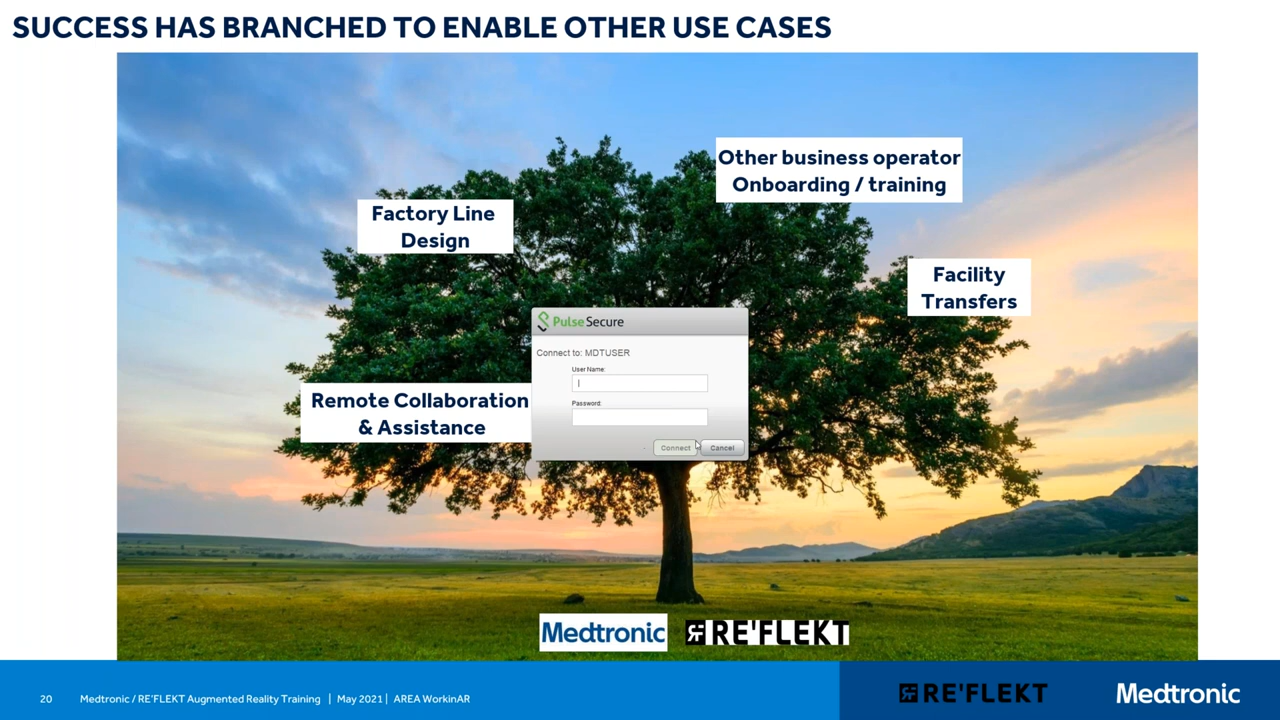 SUCCESS HAS BRANCHED TO ENABLE OTHER USE CASES
Other business operator
Onboarding / training
Factory Line
Design
Facility
Transfers
Pulse Secure
Connect to: MDTUSER
User Name:
Password:
Connect
Cancel
Remote Collaboration
& Assistance
Medtronic
RE'FLEKT
20
Medtronic / RE'FLEKT Augmented Reality Training | May 2021 | AREA WorkinAR
RE'FLEKT
Medtronic